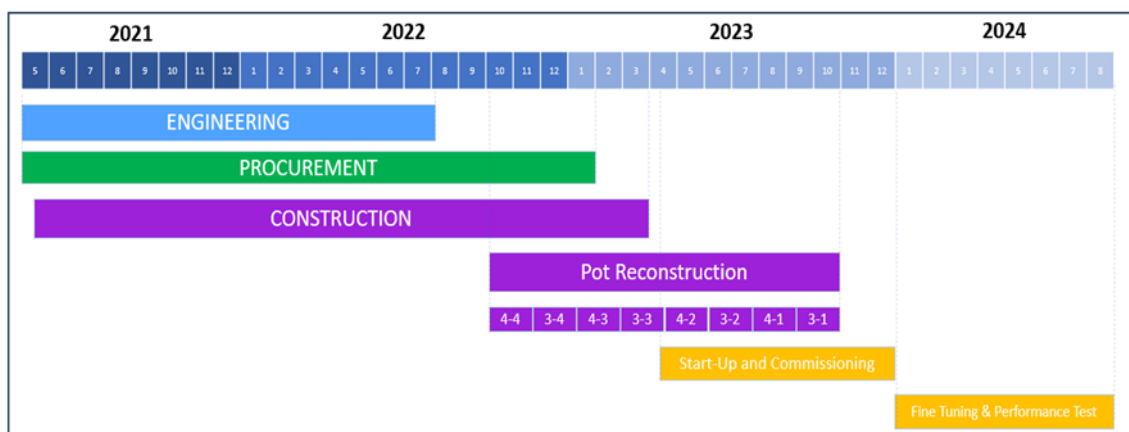 2021 2022 2023 2024
5 6 7 8 9 10 11 12 1 2 3 4 5 6 7 8 9 10 11 12 1 2 3 4 5 6 7 8 9 10 11 12 1 2 3 4 5 6 7 8
ENGINEERING
PROCUREMENT
CONSTRUCTION
Pot Reconstruction
4-4 3-4 4-3 3-3 4-2 3-2 4-1 3-1
Start-Up and Commissioning
Fine Tuning & Performance Test